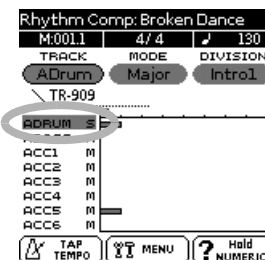 Rhythm Comp: Broken Dance
M:001.1 4/4 ♩ 130
TRACK MODE DIVISION
ADrum Major Intro1
TR-909
ADRUM S
ACC1 M
ACC2 M
ACC3 M
ACC4 M
ACC5 M
ACC6 M
TAP TEMPO MENU ? Hold NUMERIC